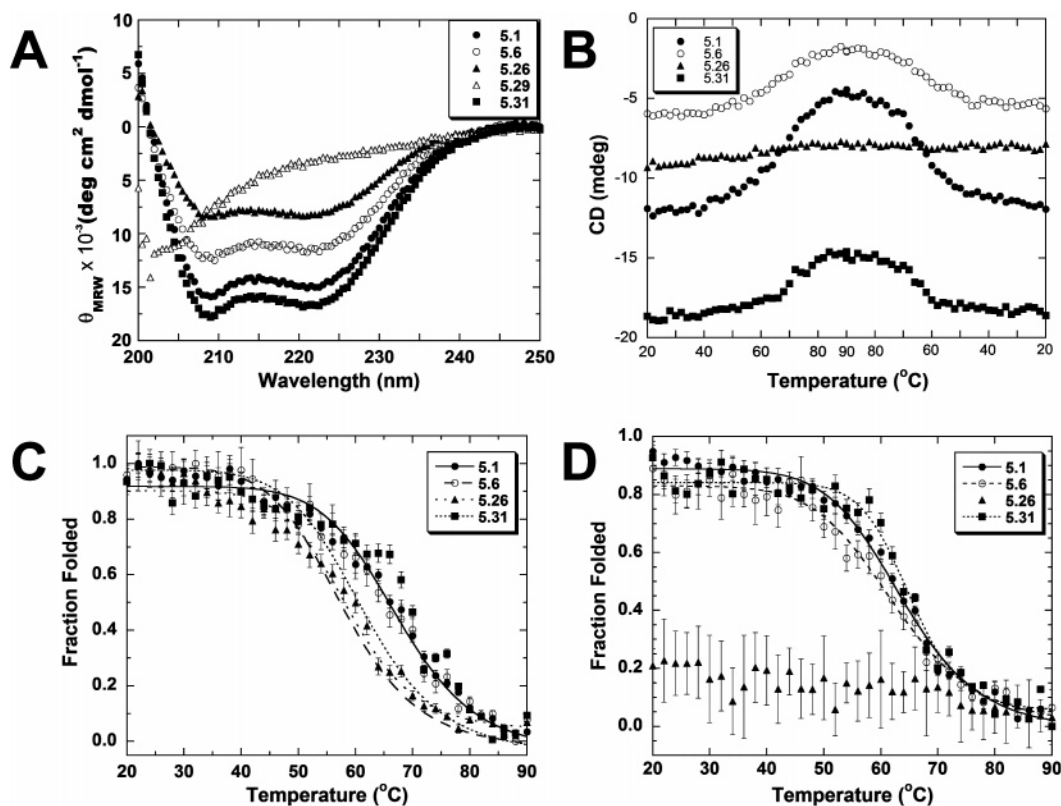 A
θMRW x 10-3(deg cm2 dmol-1)
10
5
0
5
10
15
20
200 210 220 230 240 250
Wavelength (nm)
5.1
5.6
5.26
5.29
5.31
B
CD (mdeg)
0
-5
-10
-15
-20
20 40 60 80 90 80 60 20
Temperature (oC)
5.1
5.6
5.26
5.31
C
Fraction Folded
1.0
0.8
0.6
0.4
0.2
0.0
20 30 40 50 60 70 80 90
Temperature (oC)
5.1
5.6
5.26
5.31
D
Fraction Folded
1.0
0.8
0.6
0.4
0.2
0.0
20 30 40 50 60 70 80 90
Temperature (oC)
5.1
5.6
5.26
5.31